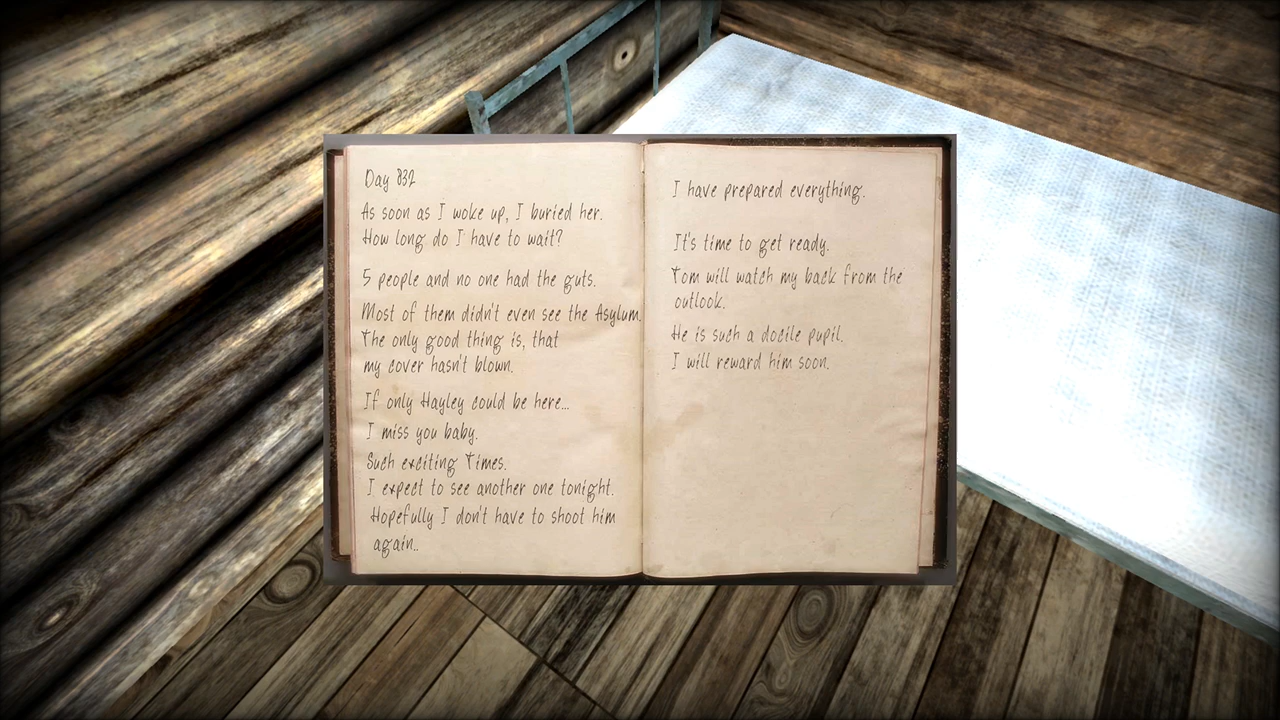 Day 832
As soon as I woke up, I buried her.
How long do I have to wait?
5 people and no one had the guts.
Most of them didn't even see the Asylum.
The only good thing is, that
my cover hasn't blown.
If only Hayley could be here...
I miss you baby.
Such exciting Times.
I expect to see another one tonight.
Hopefully I don't have to shoot him
again..
I have prepared everything.
It's time to get ready.
Tom will watch my back from the
outlook.
He is such a docile pupil.
I will reward him soon.